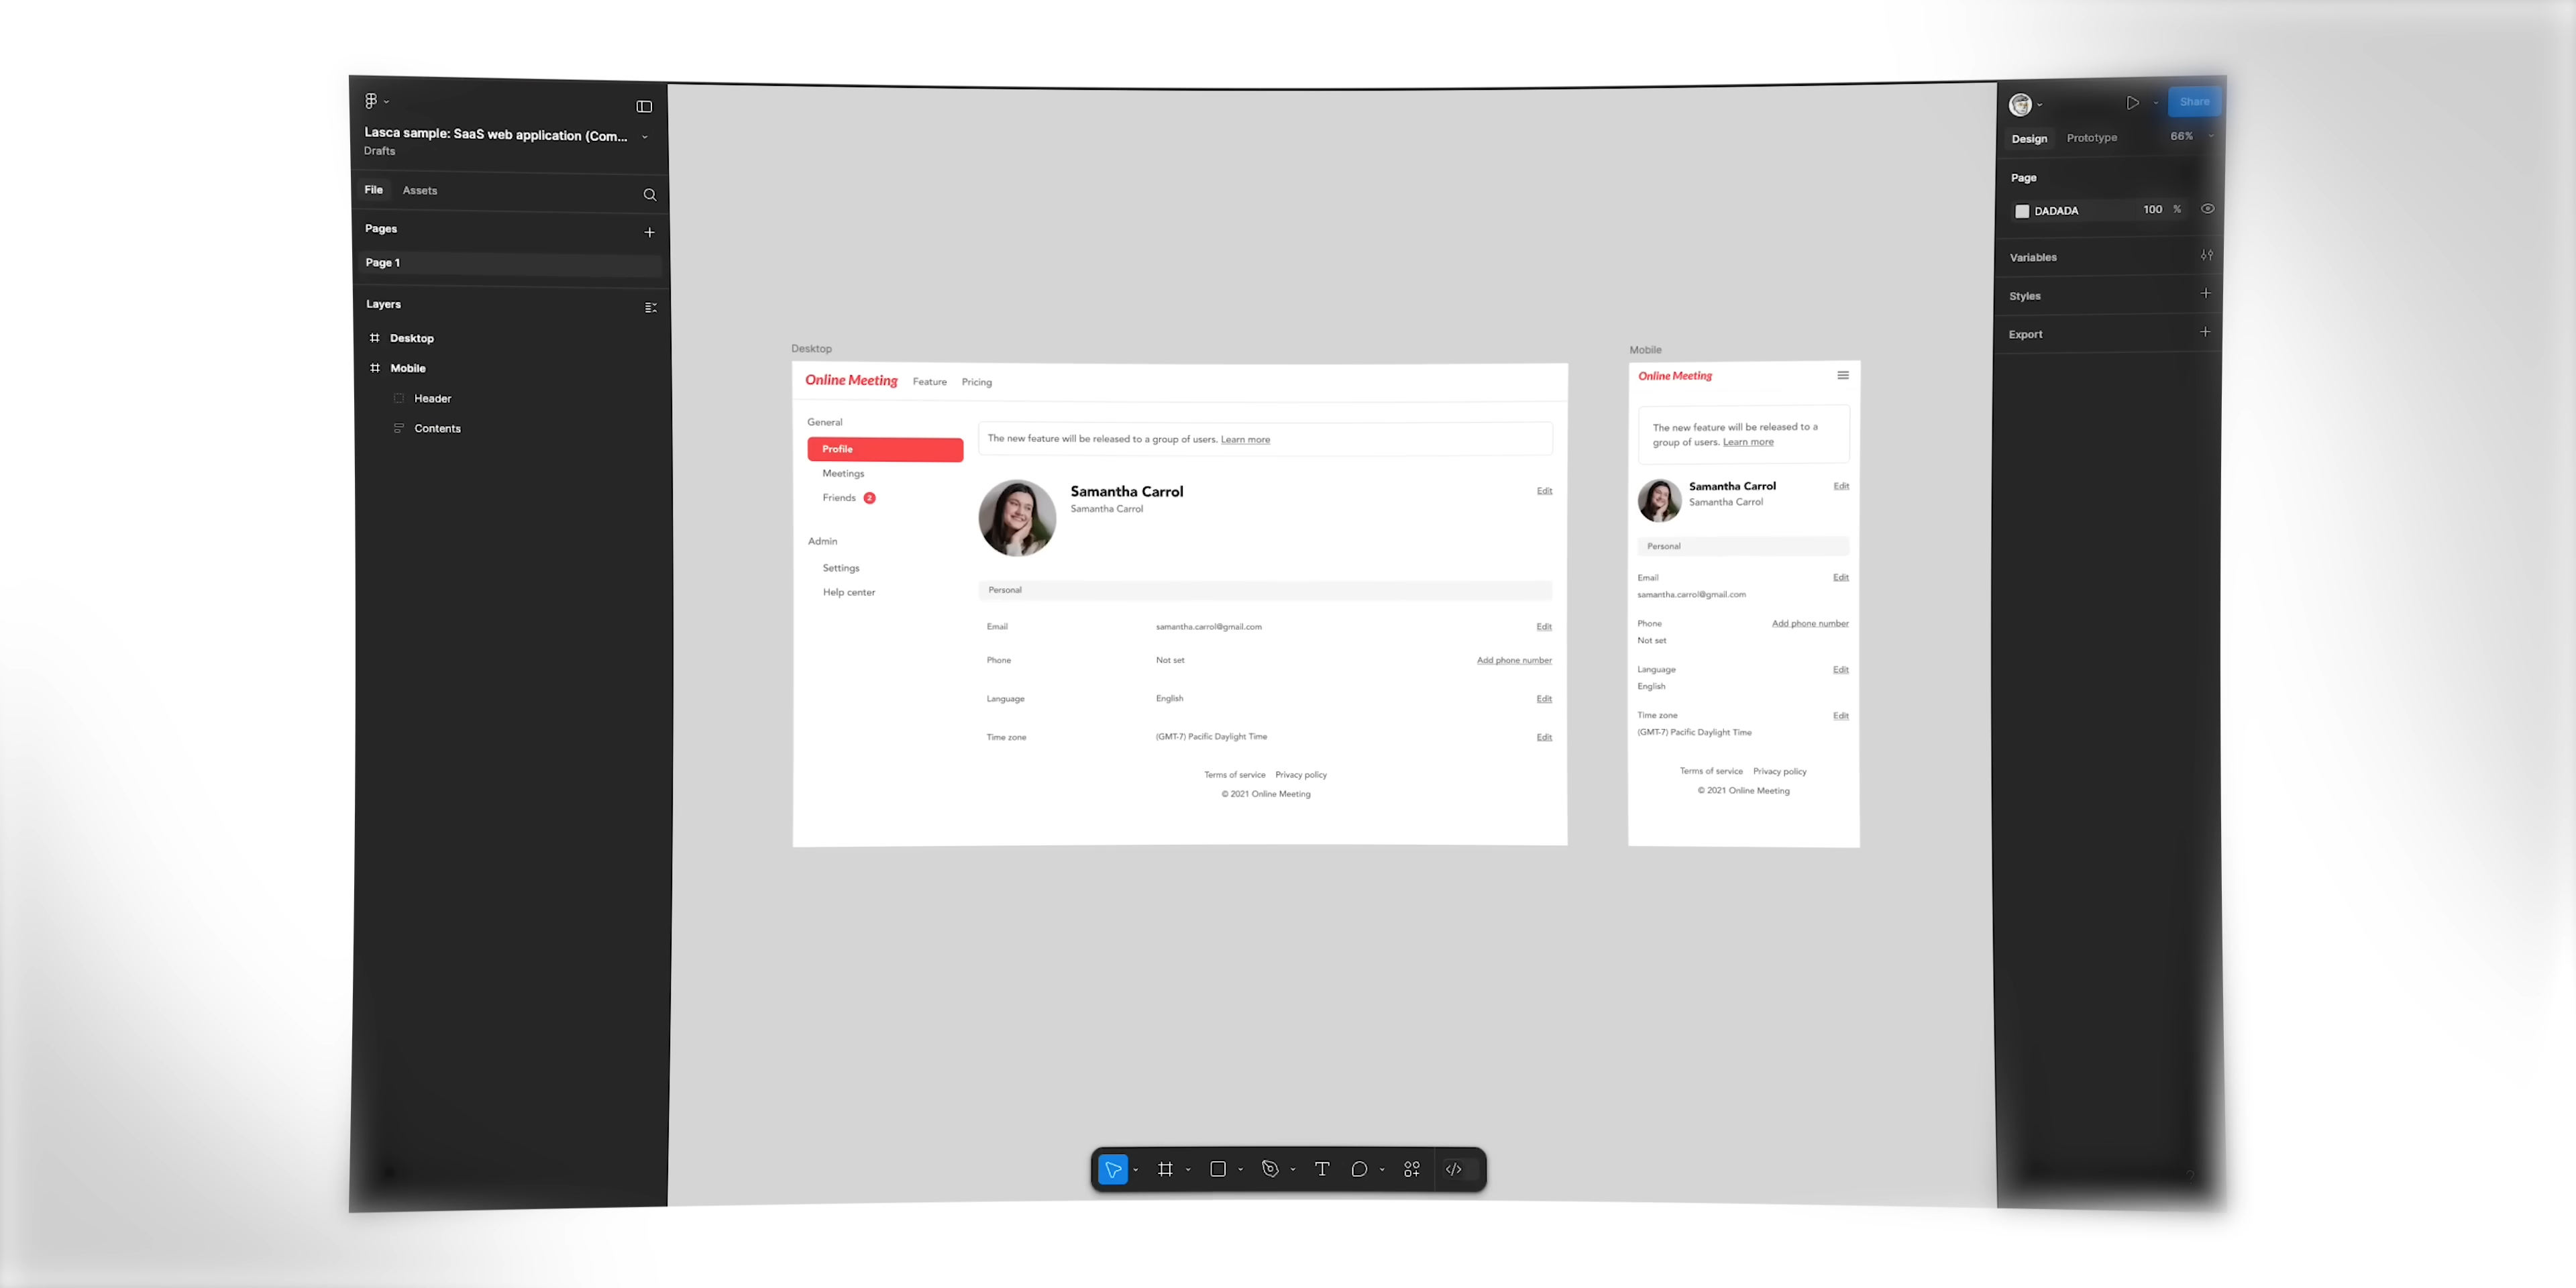 Lasca sample: SaaS web application (Com...
Drafts
File Assets
Pages
Page 1
Layers
Desktop
Mobile
Header
Contents
Desktop
Online Meeting Feature Pricing
General
Profile
Meetings
Friends 2
Admin
Settings
Help center
The new feature will be released to a group of users. Learn more
Samantha Carrol Edit
Samantha Carrol
Personal
Email samantha.carrol@gmail.com Edit
Phone Not set Add phone number
Language English Edit
Time zone (GMT-7) Pacific Daylight Time Edit
Terms of service Privacy policy
© 2021 Online Meeting
Mobile
Online Meeting
The new feature will be released to a
group of users. Learn more
Samantha Carrol Edit
Samantha Carrol
Personal
Email Edit
samantha.carrol@gmail.com
Phone Add phone number
Not set
Language Edit
English
Time zone Edit
(GMT-7) Pacific Daylight Time
Terms of service Privacy policy
© 2021 Online Meeting
Share
Design Prototype 66%
Page
DADADA 100 %
Variables
Styles
Export